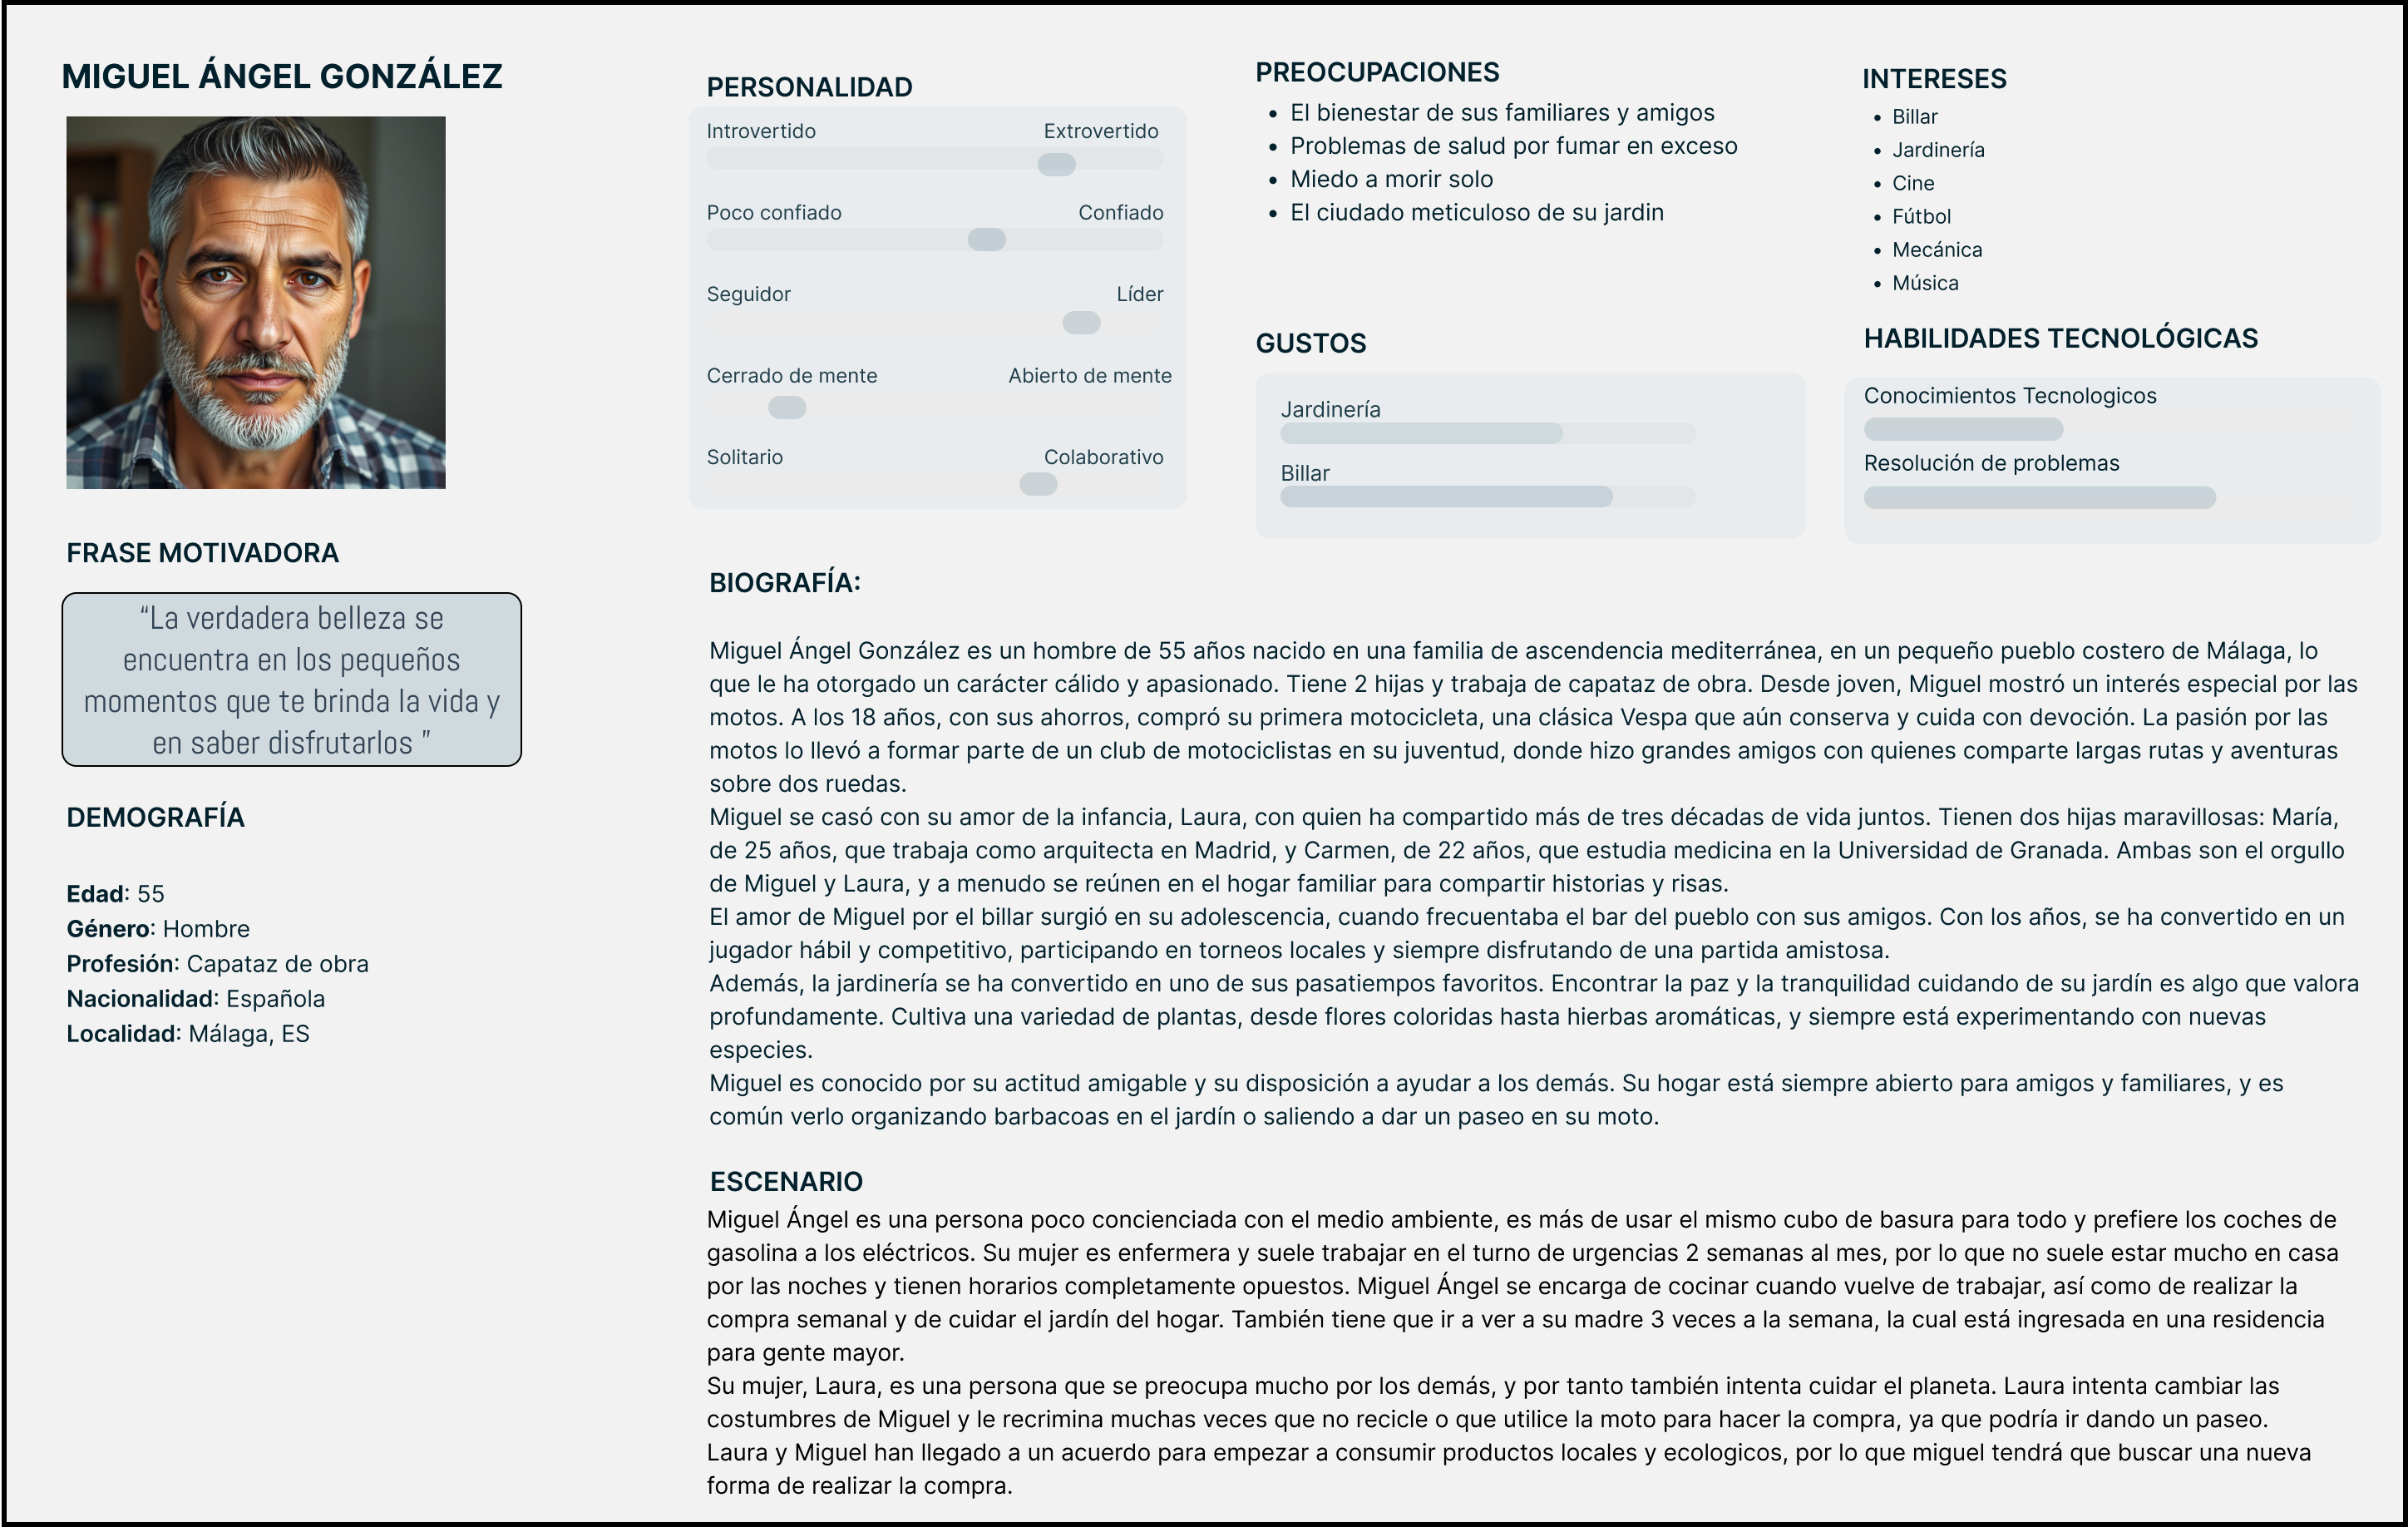 MIGUEL ÁNGEL GONZÁLEZ
FRASE MOTIVADORA
“La verdadera belleza se
encuentra en los pequeños
momentos que te brinda la vida y
en saber disfrutarlos ”
DEMOGRAFÍA
Edad: 55
Género: Hombre
Profesión: Capataz de obra
Nacionalidad: Española
Localidad: Málaga, ES
PERSONALIDAD
Introvertido Extrovertido
Poco confiado Confiado
Seguidor Líder
Cerrado de mente Abierto de mente
Solitario Colaborativo
PREOCUPACIONES
• El bienestar de sus familiares y amigos
• Problemas de salud por fumar en exceso
• Miedo a morir solo
• El ciudado meticuloso de su jardin
GUSTOS
Jardinería
Billar
INTERESES
• Billar
• Jardinería
• Cine
• Fútbol
• Mecánica
• Música
HABILIDADES TECNOLÓGICAS
Conocimientos Tecnologicos
Resolución de problemas
BIOGRAFÍA:
Miguel Ángel González es un hombre de 55 años nacido en una familia de ascendencia mediterránea, en un pequeño pueblo costero de Málaga, lo
que le ha otorgado un carácter cálido y apasionado. Tiene 2 hijas y trabaja de capataz de obra. Desde joven, Miguel mostró un interés especial por las
motos. A los 18 años, con sus ahorros, compró su primera motocicleta, una clásica Vespa que aún conserva y cuida con devoción. La pasión por las
motos lo llevó a formar parte de un club de motociclistas en su juventud, donde hizo grandes amigos con quienes comparte largas rutas y aventuras
sobre dos ruedas.
Miguel se casó con su amor de la infancia, Laura, con quien ha compartido más de tres décadas de vida juntos. Tienen dos hijas maravillosas: María,
de 25 años, que trabaja como arquitecta en Madrid, y Carmen, de 22 años, que estudia medicina en la Universidad de Granada. Ambas son el orgullo
de Miguel y Laura, y a menudo se reúnen en el hogar familiar para compartir historias y risas.
El amor de Miguel por el billar surgió en su adolescencia, cuando frecuentaba el bar del pueblo con sus amigos. Con los años, se ha convertido en un
jugador hábil y competitivo, participando en torneos locales y siempre disfrutando de una partida amistosa.
Además, la jardinería se ha convertido en uno de sus pasatiempos favoritos. Encontrar la paz y la tranquilidad cuidando de su jardín es algo que valora
profundamente. Cultiva una variedad de plantas, desde flores coloridas hasta hierbas aromáticas, y siempre está experimentando con nuevas
especies.
Miguel es conocido por su actitud amigable y su disposición a ayudar a los demás. Su hogar está siempre abierto para amigos y familiares, y es
común verlo organizando barbacoas en el jardín o saliendo a dar un paseo en su moto.
ESCENARIO
Miguel Ángel es una persona poco concienciada con el medio ambiente, es más de usar el mismo cubo de basura para todo y prefiere los coches de
gasolina a los eléctricos. Su mujer es enfermera y suele trabajar en el turno de urgencias 2 semanas al mes, por lo que no suele estar mucho en casa
por las noches y tienen horarios completamente opuestos. Miguel Ángel se encarga de cocinar cuando vuelve de trabajar, así como de realizar la
compra semanal y de cuidar el jardín del hogar. También tiene que ir a ver a su madre 3 veces a la semana, la cual está ingresada en una residencia
para gente mayor.
Su mujer, Laura, es una persona que se preocupa mucho por los demás, y por tanto también intenta cuidar el planeta. Laura intenta cambiar las
costumbres de Miguel y le recrimina muchas veces que no recicle o que utilice la moto para hacer la compra, ya que podría ir dando un paseo.
Laura y Miguel han llegado a un acuerdo para empezar a consumir productos locales y ecologicos, por lo que miguel tendrá que buscar una nueva
forma de realizar la compra.